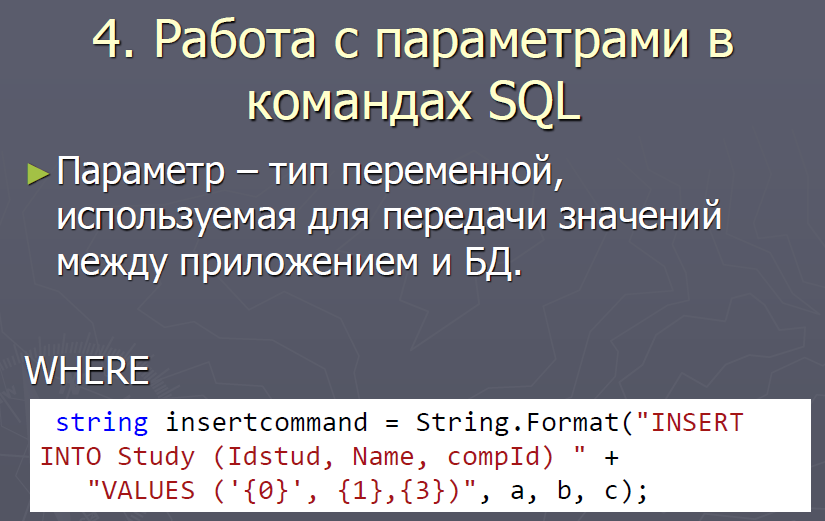 4. Работа с параметрами в
командах SQL
► Параметр – тип переменной,
используемая для передачи значений
между приложением и БД.
WHERE
string insertcommand = String.Format("INSERT
INTO Study (Idstud, Name, compId) " +
"VALUES ('{0}', {1},{3})", a, b, c);